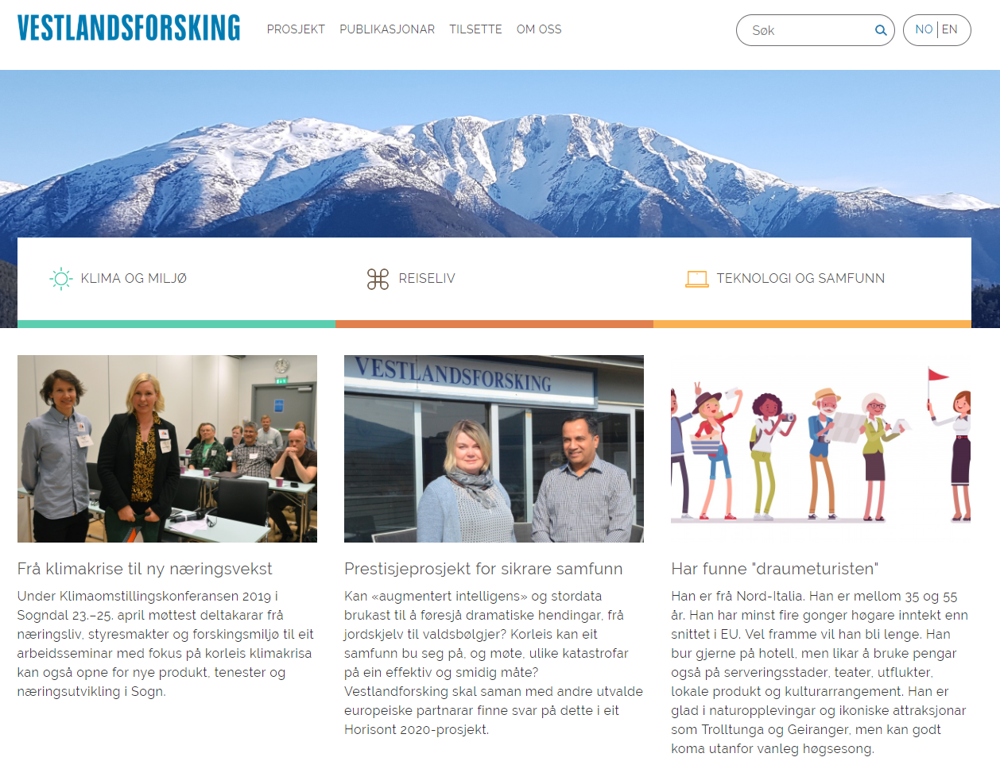 VESTLANDSFORSKING
PROSJEKT PUBLIKASJONAR TILSETTE OM OSS
Søk
NO | EN
KLIMA OG MILJØ
REISELIV
TEKNOLOGI OG SAMFUNN
VESTLANDSFORSKING
Frå klimakrise til ny næringsvekst
Under Klimaomstillingskonferansen 2019 i
Sogndal 23.–25. april møttest deltakarar frå
næringsliv, styresmakter og forskingsmiljø til eit
arbeidsseminar med fokus på korleis klimakrisa
kan også opne for nye produkt, tenester og
næringsutvikling i Sogn.
Prestisjeprosjekt for sikrare samfunn
Kan «augmentert intelligens» og stordata
brukast til å føresjå dramatiske hendingar, frå
jordskjelv til valdsbølgjer? Korleis kan eit
samfunn bu seg på, og møte, ulike katastrofar
på ein effektiv og smidig måte?
Vestlandforsking skal saman med andre utvalde
europeiske partnarar finne svar på dette i eit
Horisont 2020-prosjekt.
Har funne "draumeturisten"
Han er frå Nord-Italia. Han er mellom 35 og 55
år. Han har minst fire gonger høgare inntekt enn
snittet i EU. Vel framme vil han bli lenge. Han
bur gjerne på hotell, men likar å bruke pengar
også på serveringsstader, teater, utflukter,
lokale produkt og kulturarrangement. Han er
glad i naturopplevingar og ikoniske attraksjonar
som Trolltunga og Geiranger, men kan godt
koma utanfor vanleg høgsesong.